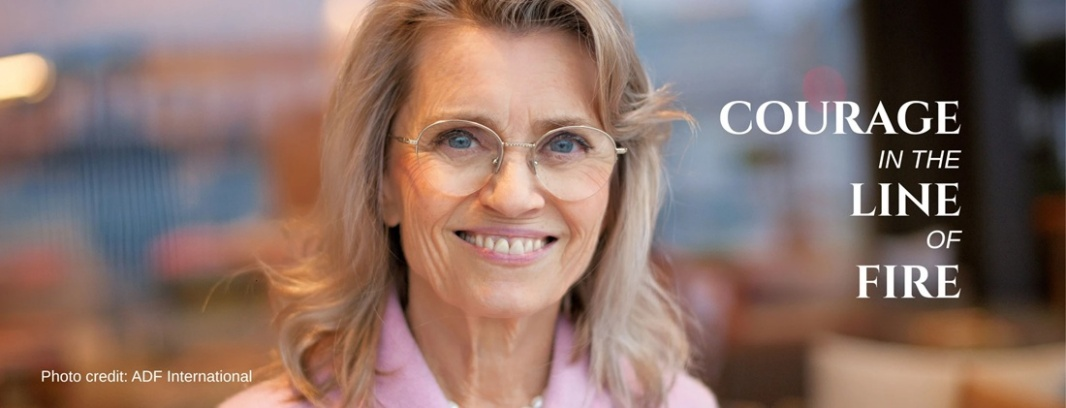 COURAGE
IN THE
LINE
OF
FIRE
Photo credit: ADF International